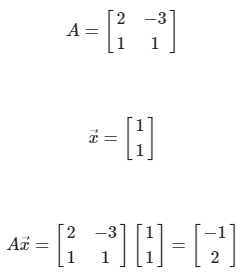 A = [2 −3; 1 1]
x⃗ = [1; 1]
Ax⃗ = [2 −3; 1 1] [1; 1] = [−1; 2]